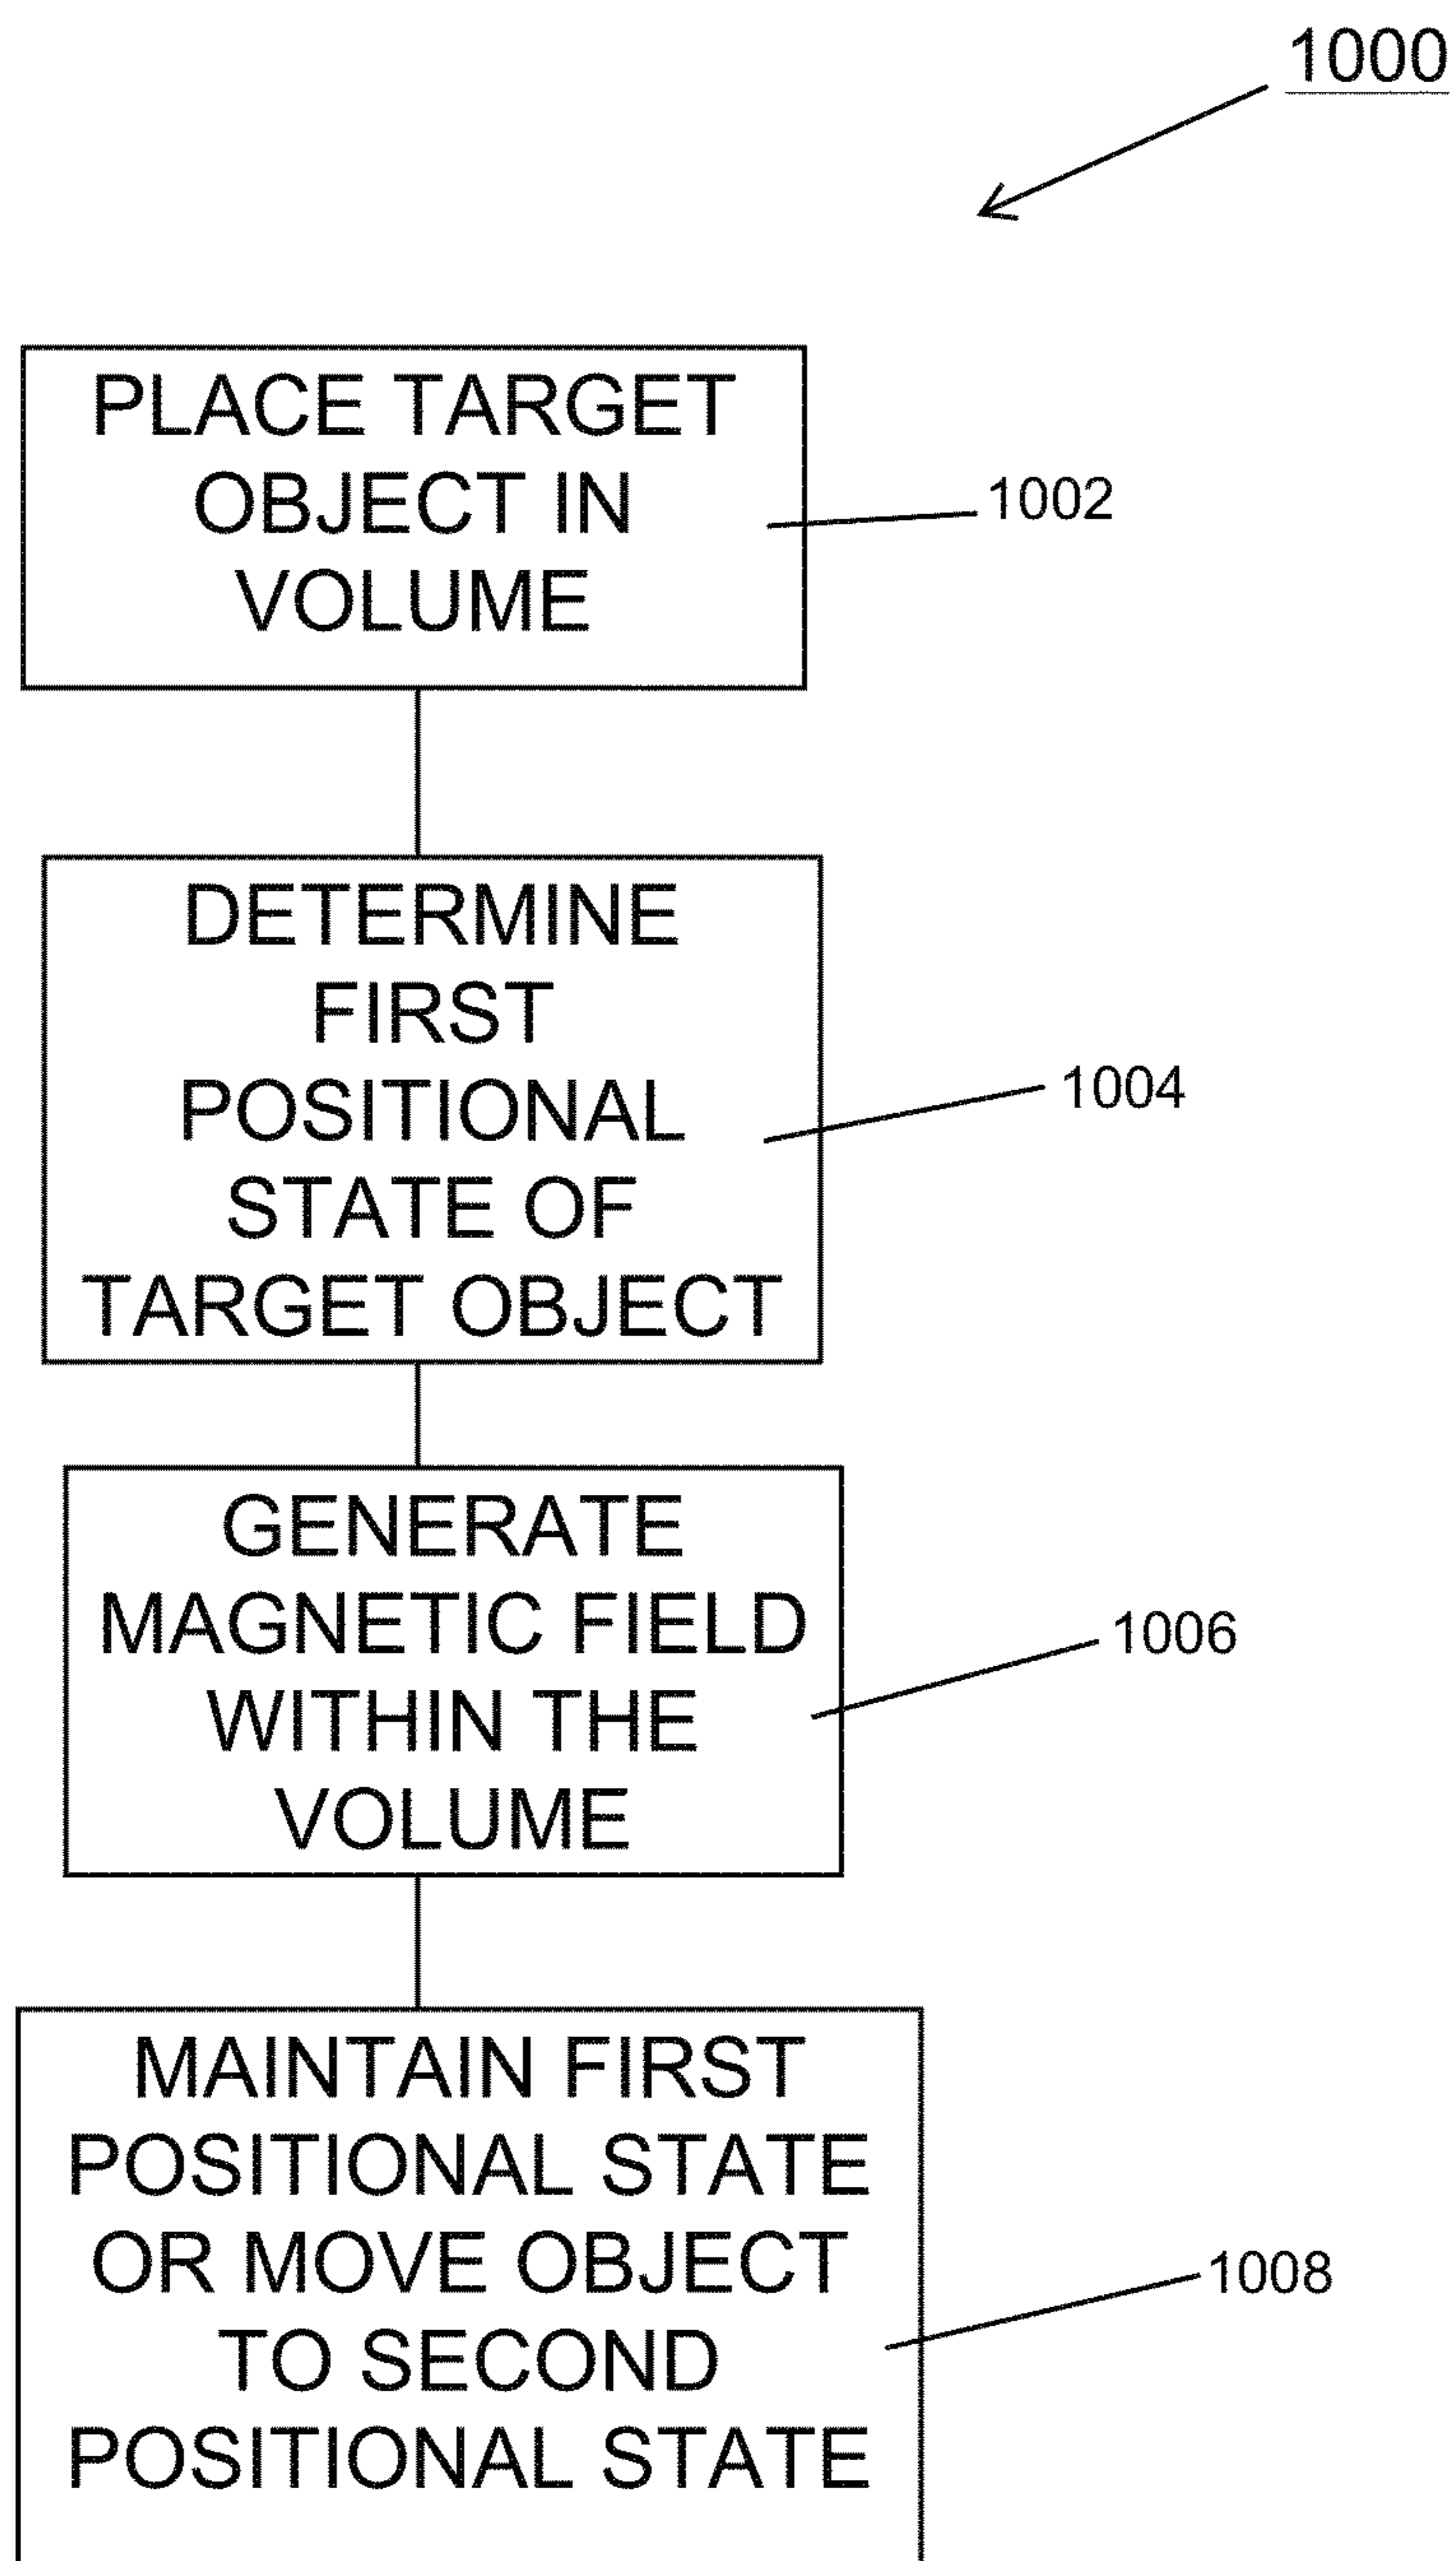 1000
PLACE TARGET
OBJECT IN
VOLUME
1002
DETERMINE
FIRST
POSITIONAL
STATE OF
TARGET OBJECT
1004
GENERATE
MAGNETIC FIELD
WITHIN THE
VOLUME
1006
MAINTAIN FIRST
POSITIONAL STATE
OR MOVE OBJECT
TO SECOND
POSITIONAL STATE
1008